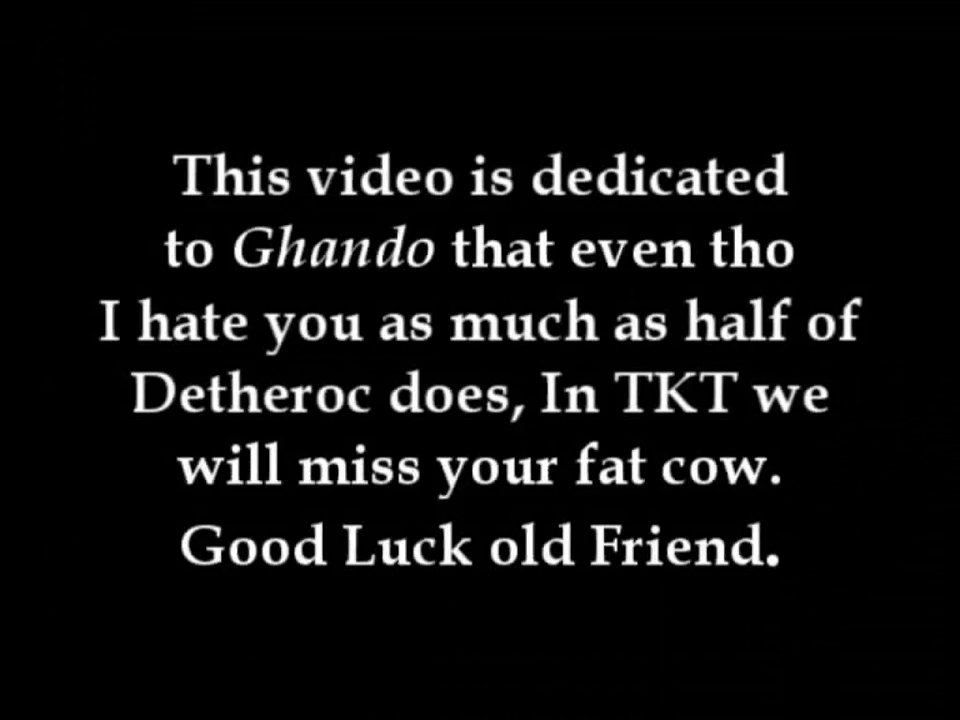 This video is dedicated
to Ghando that even tho
I hate you as much as half of
Detheroc does, In TKT we
will miss your fat cow.
Good Luck old Friend.